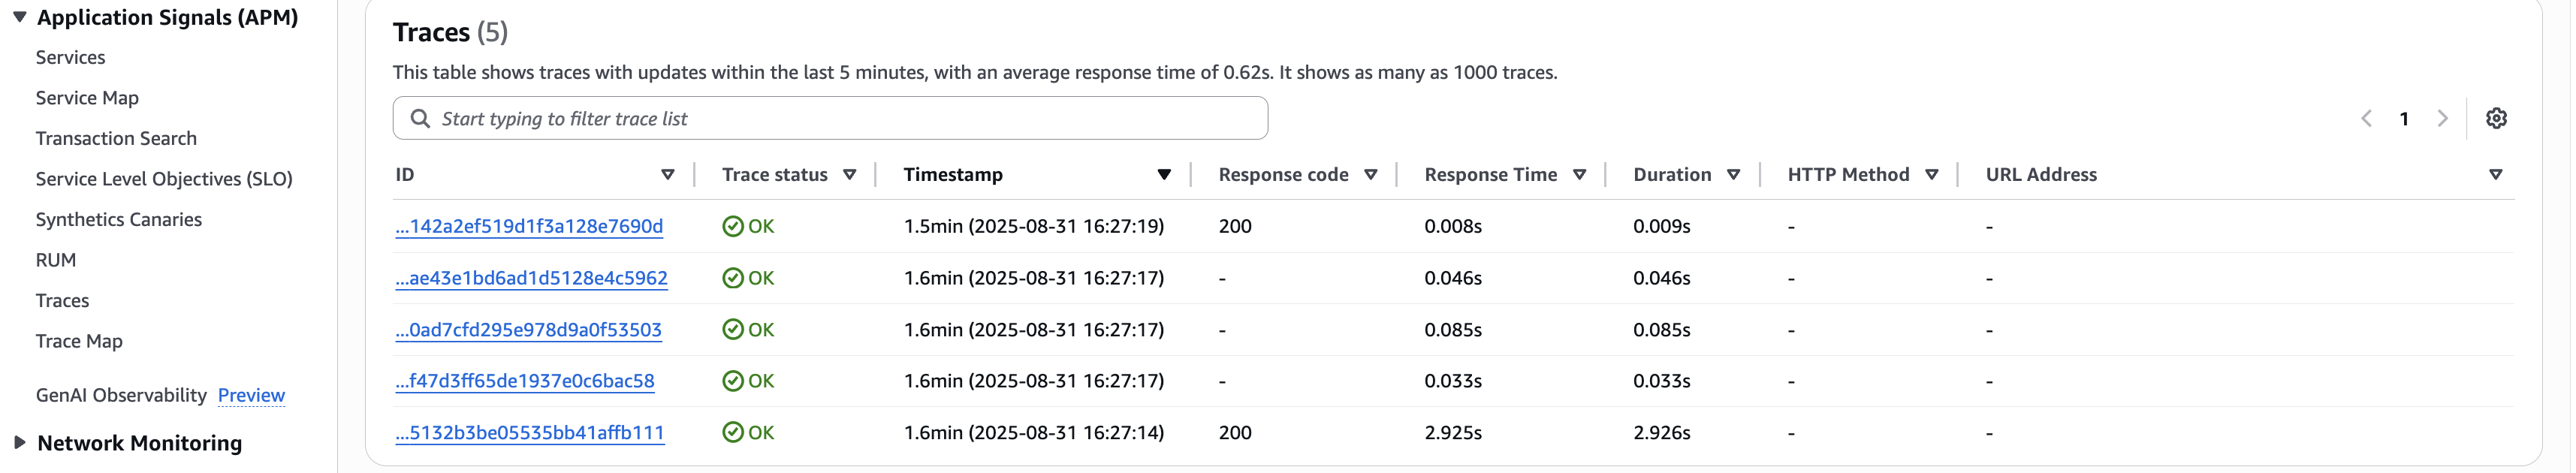 Application Signals (APM)
Services
Service Map
Transaction Search
Service Level Objectives (SLO)
Synthetics Canaries
RUM
Traces
Trace Map
GenAI Observability Preview
Network Monitoring
Traces (5)
This table shows traces with updates within the last 5 minutes, with an average response time of 0.62s. It shows as many as 1000 traces.
Start typing to filter trace list
1
ID Trace status Timestamp Response code Response Time Duration HTTP Method URL Address
...142a2ef519d1f3a128e7690d OK 1.5min (2025-08-31 16:27:19) 200 0.008s 0.009s - -
...ae43e1bd6ad1d5128e4c5962 OK 1.6min (2025-08-31 16:27:17) - 0.046s 0.046s - -
...0ad7cfd295e978d9a0f53503 OK 1.6min (2025-08-31 16:27:17) - 0.085s 0.085s - -
...f47d3ff65de1937e0c6bac58 OK 1.6min (2025-08-31 16:27:17) - 0.033s 0.033s - -
...5132b3be05535bb41affb111 OK 1.6min (2025-08-31 16:27:14) 200 2.925s 2.926s - -